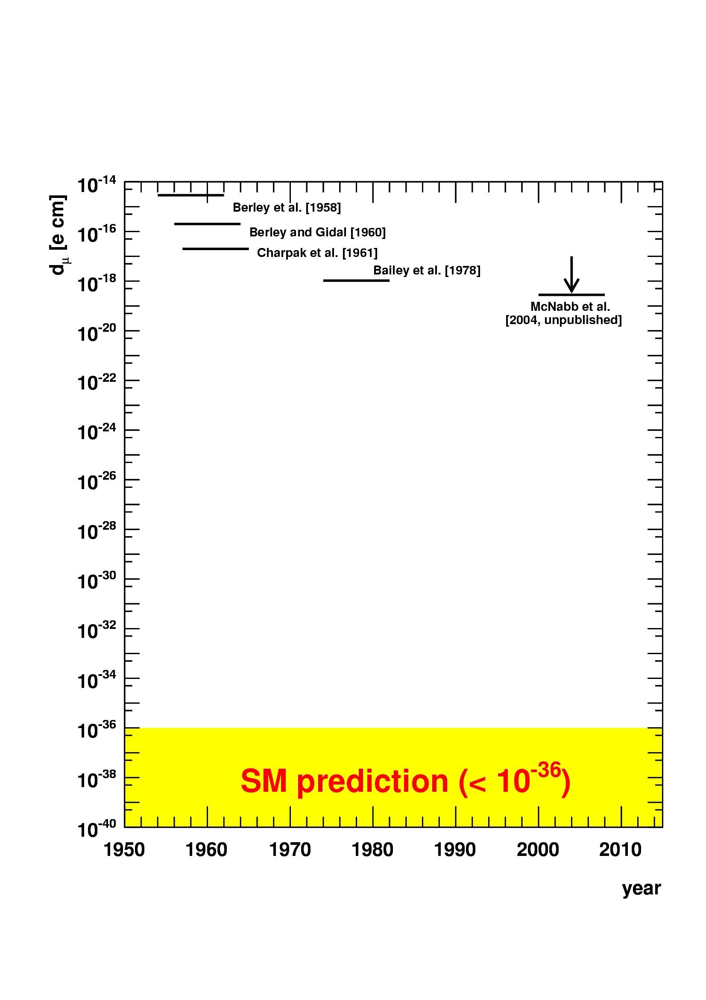 10-14
dμ [e cm]
Berley et al. [1958]
10-16
Berley and Gidal [1960]
Charpak et al. [1961]
Bailey et al. [1978]
10-18
McNabb et al.
[2004, unpublished]
10-20
10-22
10-24
10-26
10-28
10-30
10-32
10-34
10-36
10-38
SM prediction (< 10-36)
10-40
1950 1960 1970 1980 1990 2000 2010
year